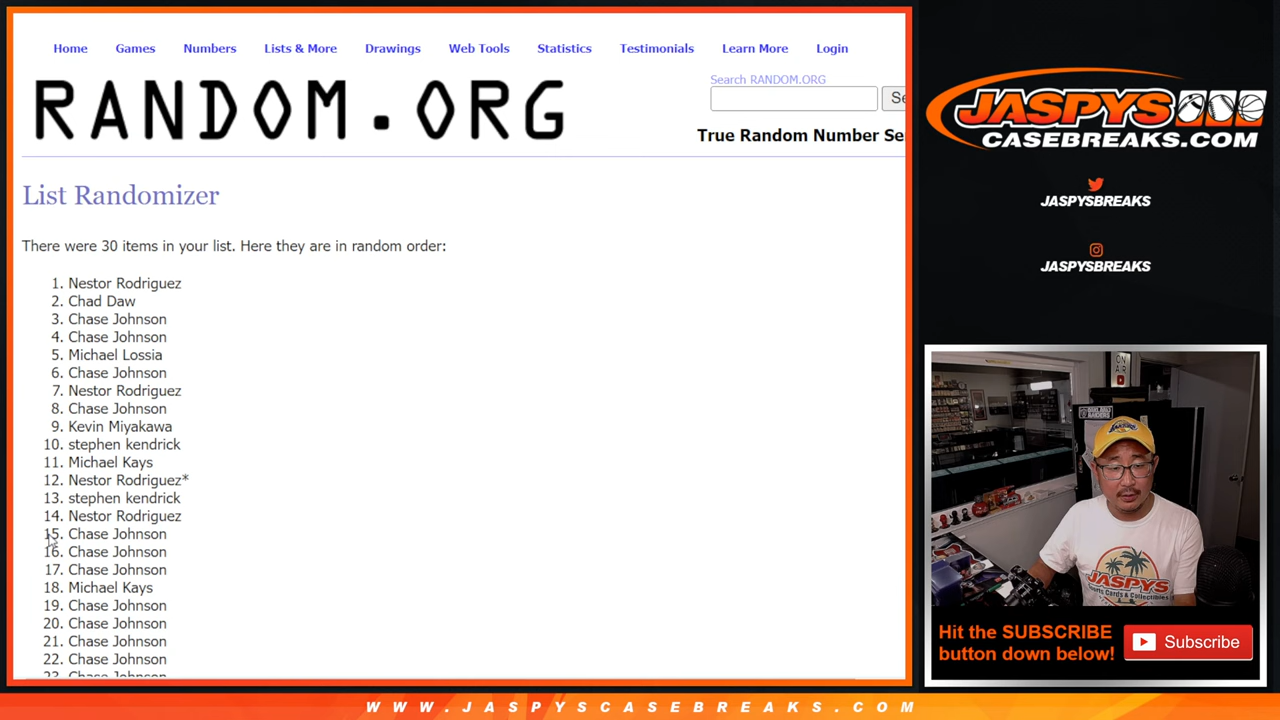 Home Games Numbers Lists & More Drawings Web Tools Statistics Testimonials Learn More Login
Search RANDOM.ORG
RANDOM.ORG
True Random Number Se
List Randomizer
There were 30 items in your list. Here they are in random order:
1. Nestor Rodriguez
2. Chad Daw
3. Chase Johnson
4. Chase Johnson
5. Michael Lossia
6. Chase Johnson
7. Nestor Rodriguez
8. Chase Johnson
9. Kevin Miyakawa
10. stephen kendrick
11. Michael Kays
12. Nestor Rodriguez*
13. stephen kendrick
14. Nestor Rodriguez
15. Chase Johnson
16. Chase Johnson
17. Chase Johnson
18. Michael Kays
19. Chase Johnson
20. Chase Johnson
21. Chase Johnson
22. Chase Johnson
23. Chase Johnson
JASPYS
CASEBREAKS.COM
JASPYSBREAKS
JASPYSBREAKS
ON
AIR
JASPYS
Hit the SUBSCRIBE
button down below!
Subscribe
WWW.JASPYSCASEBREAKS.COM